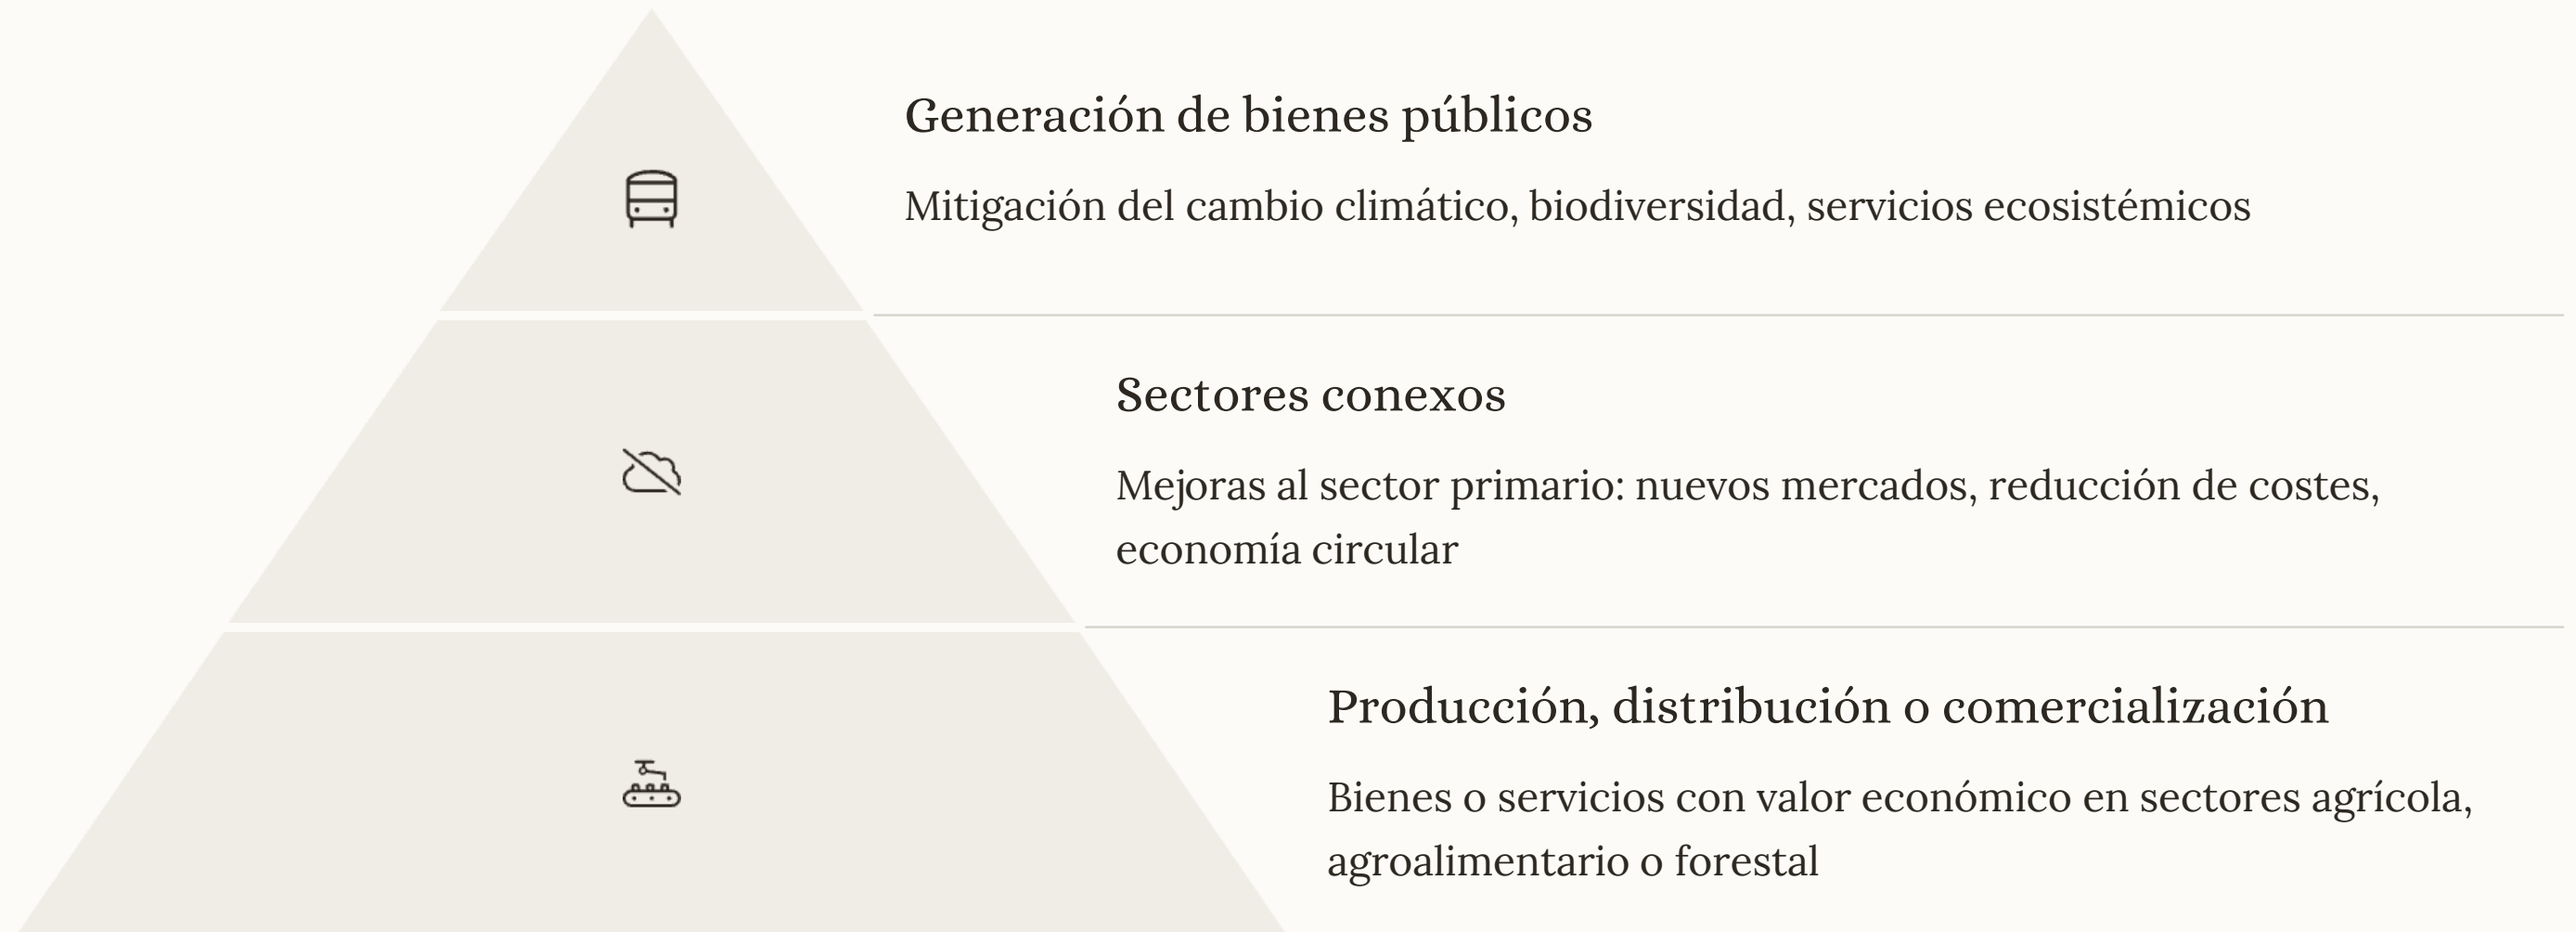 Generación de bienes públicos
Mitigación del cambio climático, biodiversidad, servicios ecosistémicos
Sectores conexos
Mejoras al sector primario: nuevos mercados, reducción de costes,
economía circular
Producción, distribución o comercialización
Bienes o servicios con valor económico en sectores agrícola,
agroalimentario o forestal